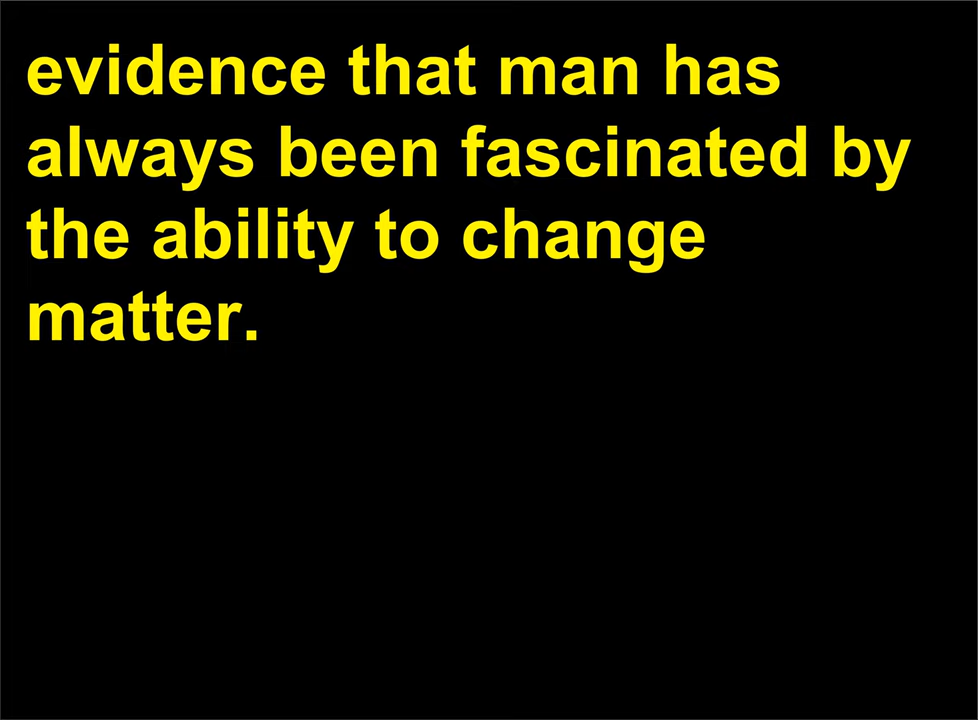 evidence that man has
always been fascinated by
the ability to change
matter.